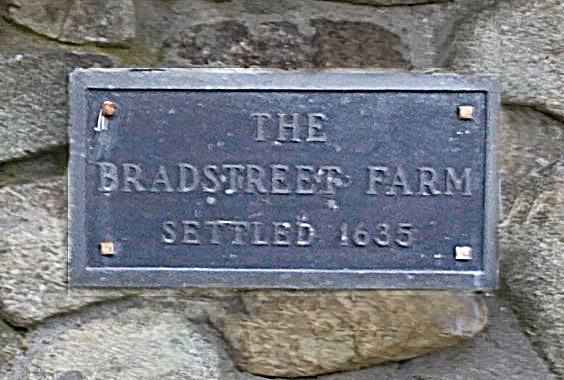 THE
BRADSTREET FARM
SETTLED 1635